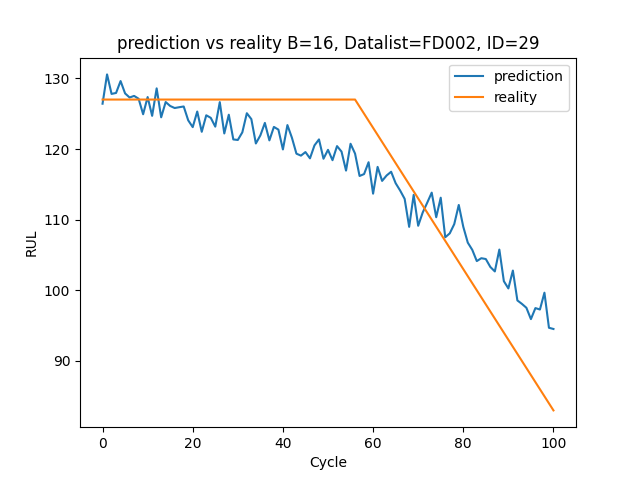 prediction vs reality B=16, Datalist=FD002, ID=29
prediction
reality
RUL
130
120
110
100
90
0 20 40 60 80 100
Cycle